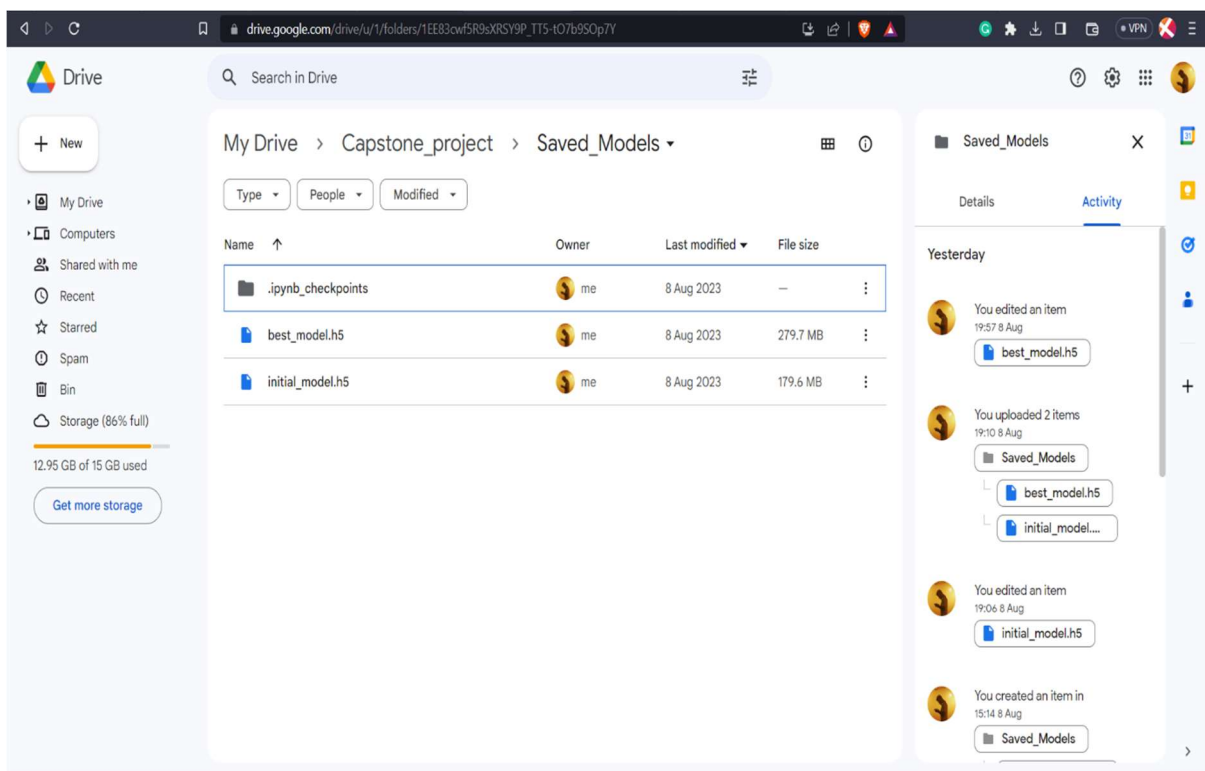 drive.google.com/drive/u/1/folders/1EE83cwf5R9sXRSY9P_TT5-tO7b9SOp7Y
VPN
Drive
Search in Drive
New
My Drive
Computers
Shared with me
Recent
Starred
Spam
Bin
Storage (86% full)
12.95 GB of 15 GB used
Get more storage
My Drive > Capstone_project > Saved_Models
Type People Modified
Name Owner Last modified File size
.ipynb_checkpoints me 8 Aug 2023 —
best_model.h5 me 8 Aug 2023 279.7 MB
initial_model.h5 me 8 Aug 2023 179.6 MB
Saved_Models
Details Activity
Yesterday
You edited an item
19:57 8 Aug
best_model.h5
You uploaded 2 items
19:10 8 Aug
Saved_Models
best_model.h5
initial_model....
You edited an item
19:06 8 Aug
initial_model.h5
You created an item in
15:14 8 Aug
Saved_Models
31